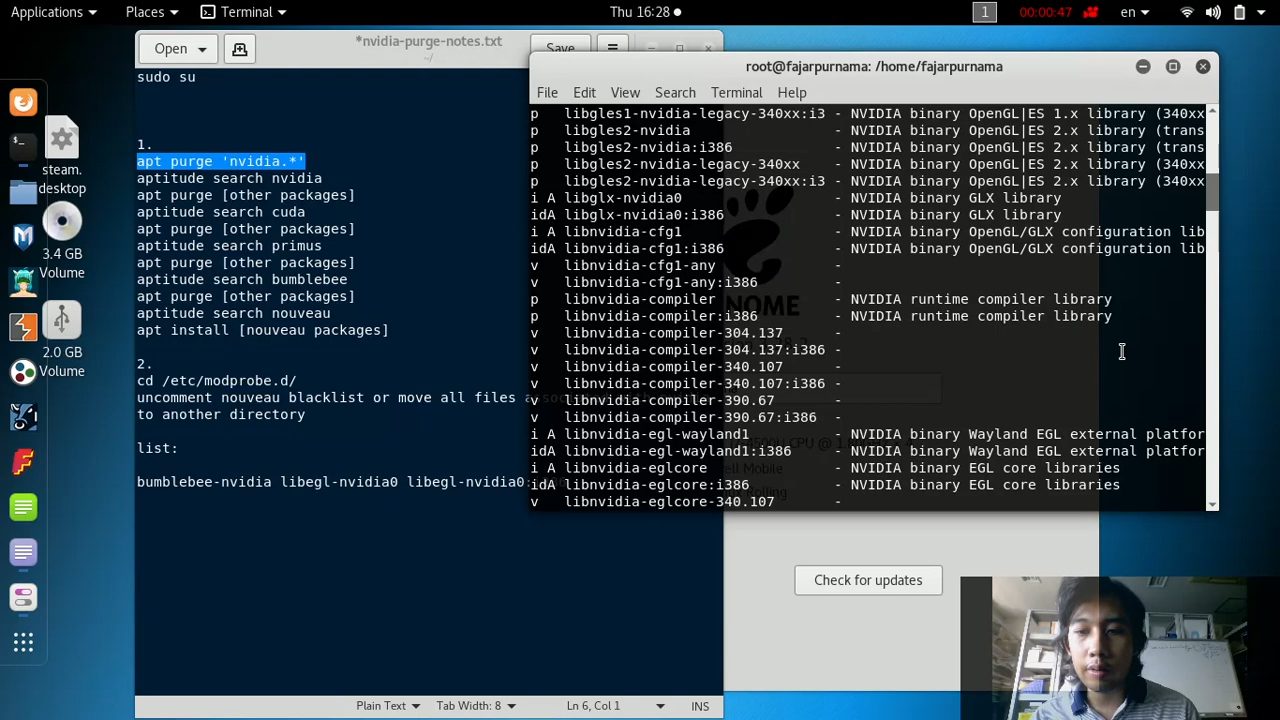 Applications
Places
Terminal
Thu 16:28
1
00:00:47
en
steam.
desktop
3.4 GB
Volume
2.0 GB
Volume
Open
*nvidia-purge-notes.txt
~/
Save
sudo su
1.
apt purge 'nvidia.*'
aptitude search nvidia
apt purge [other packages]
aptitude search cuda
apt purge [other packages]
aptitude search primus
apt purge [other packages]
aptitude search bumblebee
apt purge [other packages]
aptitude search nouveau
apt install [nouveau packages]
2.
cd /etc/modprobe.d/
uncomment nouveau blacklist or move all files
to another directory
list:
bumblebee-nvidia libegl-nvidia0 libegl-nvidia0:
Plain Text
Tab Width: 8
Ln 6, Col 1
INS
root@fajarpurnama: /home/fajarpurnama
File Edit View Search Terminal Help
p libgles1-nvidia-legacy-340xx:i3 - NVIDIA binary OpenGL|ES 1.x library (340xx
p libgles2-nvidia - NVIDIA binary OpenGL|ES 2.x library (trans
p libgles2-nvidia:i386 - NVIDIA binary OpenGL|ES 2.x library (trans
p libgles2-nvidia-legacy-340xx - NVIDIA binary OpenGL|ES 2.x library (340xx
p libgles2-nvidia-legacy-340xx:i3 - NVIDIA binary OpenGL|ES 2.x library (340xx
i A libglx-nvidia0 - NVIDIA binary GLX library
idA libglx-nvidia0:i386 - NVIDIA binary GLX library
i A libnvidia-cfg1 - NVIDIA binary OpenGL/GLX configuration lib
idA libnvidia-cfg1:i386 - NVIDIA binary OpenGL/GLX configuration lib
v libnvidia-cfg1-any -
v libnvidia-cfg1-any:i386 -
p libnvidia-compiler - NVIDIA runtime compiler library
p libnvidia-compiler:i386 - NVIDIA runtime compiler library
v libnvidia-compiler-304.137 -
v libnvidia-compiler-304.137:i386 -
v libnvidia-compiler-340.107 -
v libnvidia-compiler-340.107:i386 -
v libnvidia-compiler-390.67 -
v libnvidia-compiler-390.67:i386 -
i A libnvidia-egl-wayland1 - NVIDIA binary Wayland EGL external platfor
idA libnvidia-egl-wayland1:i386 - NVIDIA binary Wayland EGL external platfor
i A libnvidia-eglcore - NVIDIA binary EGL core libraries
idA libnvidia-eglcore:i386 - NVIDIA binary EGL core libraries
v libnvidia-eglcore-340.107 -
Check for updates